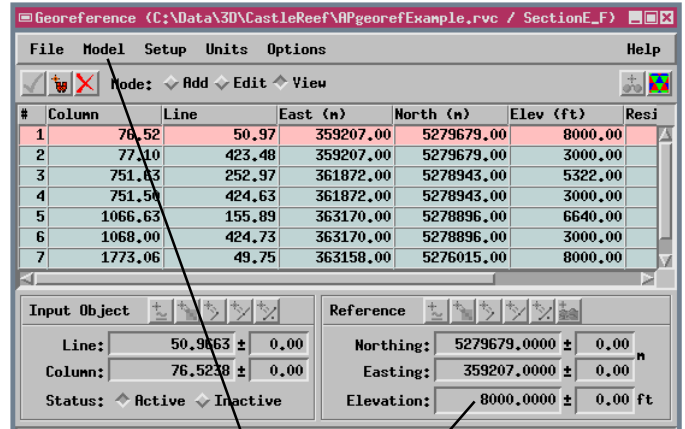 Georeference (C:\Data\3D\CastleReef\APgeorefExample.rvc / SectionE_F)
File Model Setup Units Options Help
Mode: Add Edit View
# Column Line East (m) North (m) Elev (ft) Resi
1 76.52 50.97 359207.00 5279679.00 8000.00
2 77.10 423.48 359207.00 5279679.00 3000.00
3 751.63 252.97 361872.00 5278943.00 5322.00
4 751.50 424.63 361872.00 5278943.00 3000.00
5 1066.63 155.89 363170.00 5278896.00 6640.00
6 1068.00 424.73 363170.00 5278896.00 3000.00
7 1773.06 49.75 363158.00 5276015.00 8000.00
Input Object Reference
Line: 50.9663 ± 0.00 Northing: 5279679.0000 ± 0.00
m
Column: 76.5238 ± 0.00 Easting: 359207.0000 ± 0.00
Status: Active Inactive Elevation: 8000.0000 ± 0.00 ft